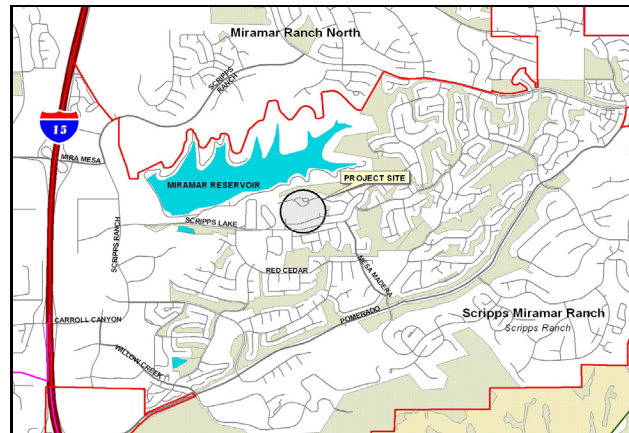 Miramar Ranch North
SCRIPPS
RANCH
15
MIRA MESA
PROJECT SITE
MIRAMAR RESERVOIR
SCRIPPS LAKE
SCRIPPS RANCH
MESA MADERA
RED CEDAR
Scripps Miramar Ranch
Scripps Ranch
POMERADO
CARROLL CANYON
WILLOW CREEK